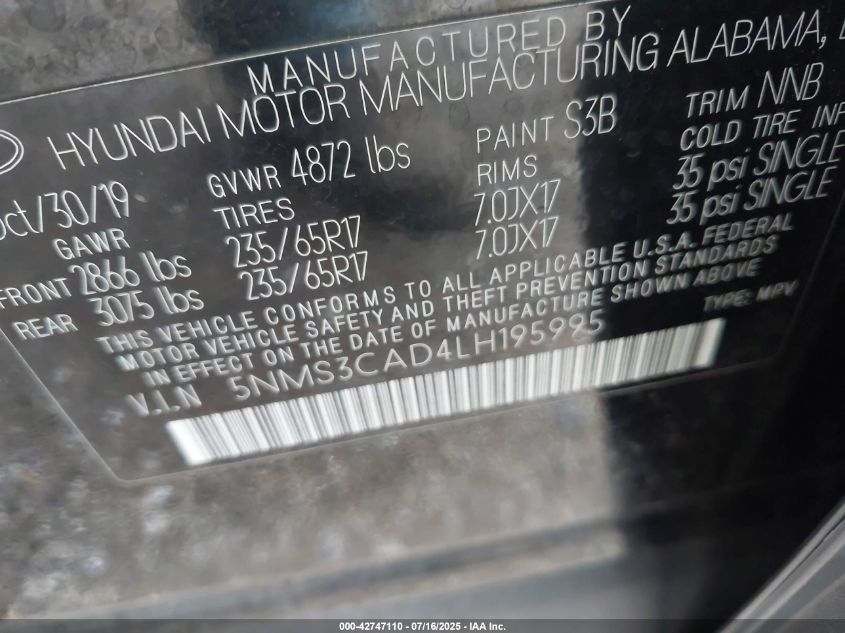 MANUFACTURED BY
HYUNDAI MOTOR MANUFACTURING ALABAMA,
Oct/30/19 GVWR 4872 lbs PAINT S3B TRIM NNB
GAWR TIRES RIMS COLD TIRE INF
FRONT 2866 lbs 235/65R17 7.0JX17 35 psi SINGLE
REAR 3075 lbs 235/65R17 7.0JX17 35 psi SINGLE
THIS VEHICLE CONFORMS TO ALL APPLICABLE U.S.A. FEDERAL
MOTOR VEHICLE SAFETY AND THEFT PREVENTION STANDARDS
IN EFFECT ON THE DATE OF MANUFACTURE SHOWN ABOVE
V.I.N 5NMS3CAD4LH195995 TYPE: MPV
000-42747110 - 07/16/2025 - IAA Inc.